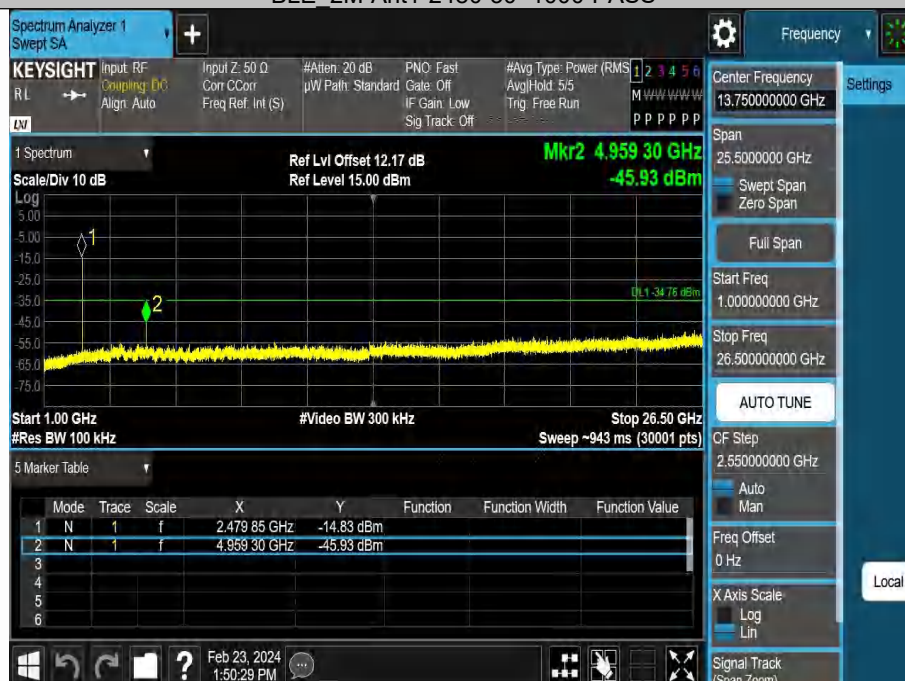 Spectrum Analyzer 1
Swept SA
+
Frequency
KEYSIGHT
RL
LXI
Input: RF
Coupling: DC
Align: Auto
Input Z: 50 Ω
Corr CCorr
Freq Ref: Int (S)
#Atten: 20 dB
µW Path: Standard
PNO: Fast
Gate: Off
IF Gain: Low
Sig Track: Off
#Avg Type: Power (RMS
Avg|Hold: 5/5
Trig: Free Run
1 2 3 4 5 6
M W W W W W
P P P P P P
Center Frequency
13.750000000 GHz
Settings
Span
25.5000000 GHz
Swept Span
Zero Span
Full Span
Start Freq
1.000000000 GHz
Stop Freq
26.500000000 GHz
AUTO TUNE
CF Step
2.550000000 GHz
Auto
Man
Freq Offset
0 Hz
X Axis Scale
Log
Lin
Local
Signal Track
(Span Zoom)
1 Spectrum
Scale/Div 10 dB
Ref Lvl Offset 12.17 dB
Ref Level 15.00 dBm
Mkr2 4.959 30 GHz
-45.93 dBm
Log
5.00
-5.00
-15.0
-25.0
-35.0
-45.0
-55.0
-65.0
-75.0
1
2
DL1 -34.76 dBm
Start 1.00 GHz
#Res BW 100 kHz
#Video BW 300 kHz
Stop 26.50 GHz
Sweep ~943 ms (30001 pts)
5 Marker Table
Mode Trace Scale X Y Function Function Width Function Value
1 N 1 f 2.479 85 GHz -14.83 dBm
2 N 1 f 4.959 30 GHz -45.93 dBm
3
4
5
6
?
Feb 23, 2024
1:50:29 PM